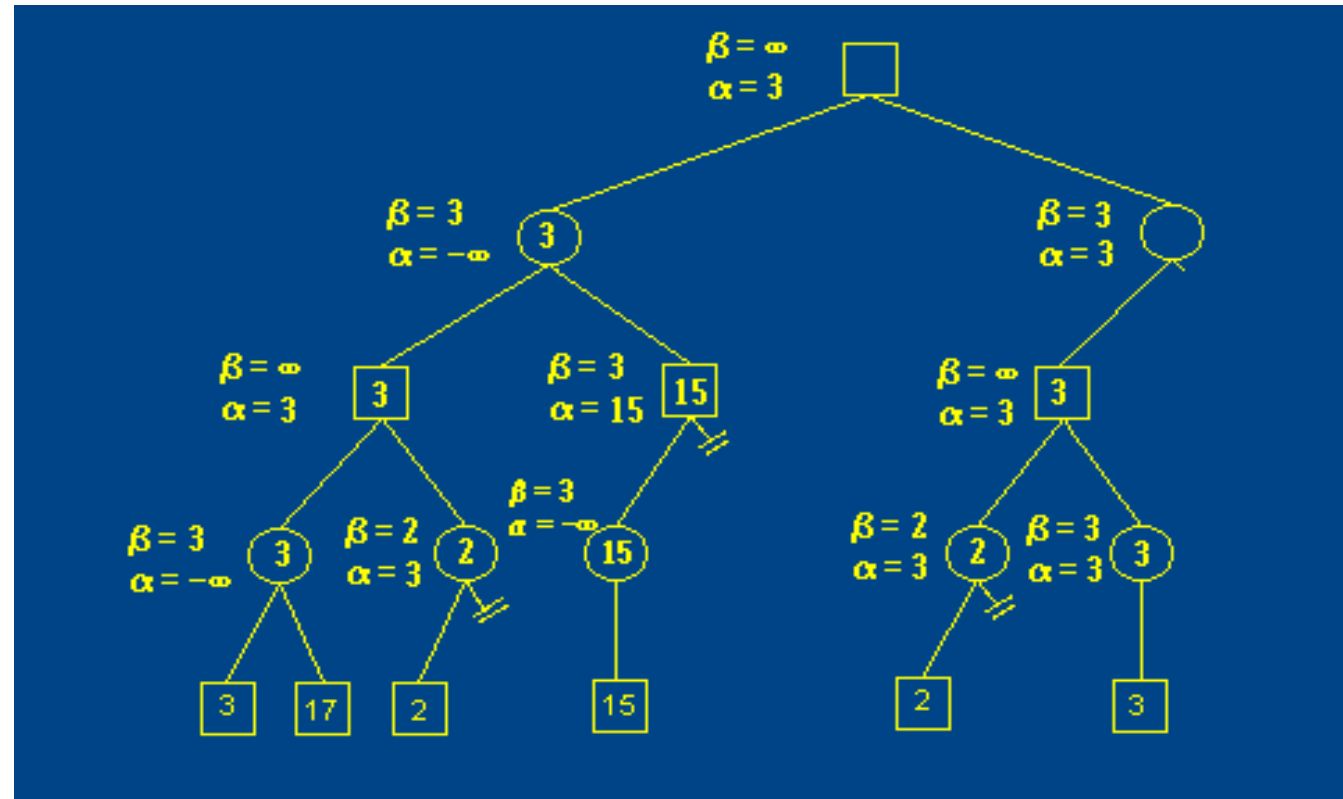 β = ∞
α = 3
β = 3
α = -∞
3
β = 3
α = 3
β = ∞
α = 3
3
β = 3
α = 15
15
β = ∞
α = 3
3
β = 3
α = -∞
3
β = 2
α = 3
2
β = 3
α = -∞
15
β = 2
α = 3
2
β = 3
α = 3
3
3
17
2
15
2
3